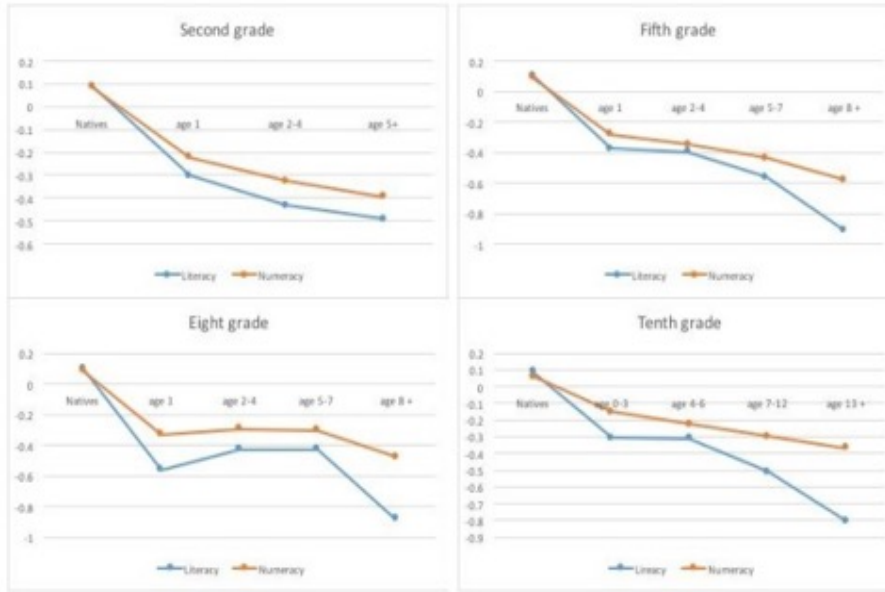 Second grade
0.2
0.1
0
-0.1
-0.2
-0.3
-0.4
-0.5
-0.6
Natives age 1 age 2-4 age 5+
Literacy Numeracy
Fifth grade
0.2
0
-0.2
-0.4
-0.6
-0.8
-1
Natives age 1 age 2-4 age 5-7 age 8 +
Literacy Numeracy
Eight grade
0.2
0
-0.2
-0.4
-0.6
-0.8
-1
Natives age 1 age 2-4 age 5-7 age 8 +
Literacy Numeracy
Tenth grade
0.2
0.1
0
-0.1
-0.2
-0.3
-0.4
-0.5
-0.6
-0.7
-0.8
-0.9
Natives age 0-3 age 4-6 age 7-12 age 13 +
Lireacy Numeracy